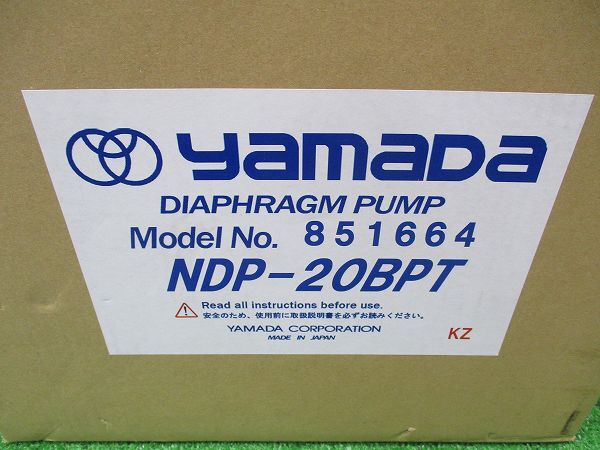 yamada
DIAPHRAGM PUMP
Model No. 851664
NDP-20BPT
Read all instructions before use.
安全のため、使用前に取扱説明書を必ずお読みください。
YAMADA CORPORATION
MADE IN JAPAN
KZ